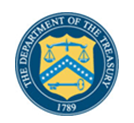 THE DEPARTMENT OF THE TREASURY
1789